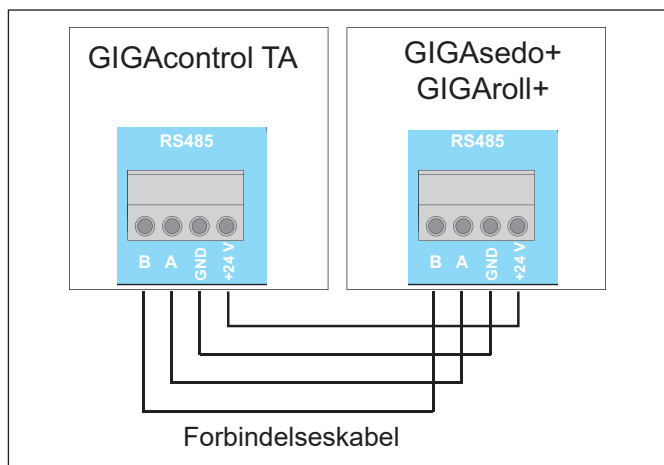 GIGAcontrol TA
GIGAsedo+
GIGAroll+
RS485
B A GND +24 V
RS485
B A GND +24 V
Forbindelseskabel